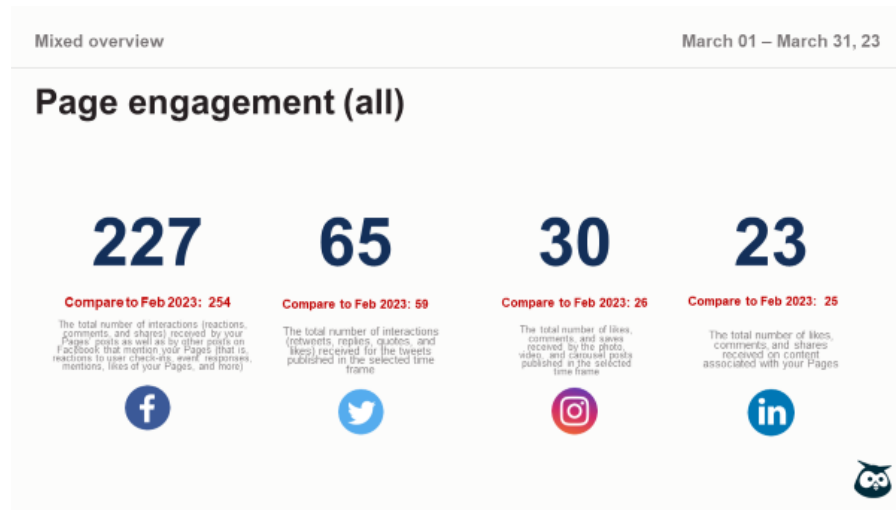 Mixed overview
March 01 – March 31, 23
Page engagement (all)
227
65
30
23
Compare to Feb 2023: 254
Compare to Feb 2023: 59
Compare to Feb 2023: 26
Compare to Feb 2023: 25
The total number of interactions (reactions,
comments, and shares) received by your
Pages' posts as well as by other posts on
Facebook that mention your Pages (that is,
reactions to user check-ins, event responses,
mentions, likes of your Pages, and more)
The total number of interactions
(retweets, replies, quotes, and
likes) received for the tweets
published in the selected time
frame
The total number of likes,
comments, and saves
received by the photo,
video, and carousel posts
published in the selected
time frame
The total number of likes,
comments, and shares
received on content
associated with your Pages
f
in